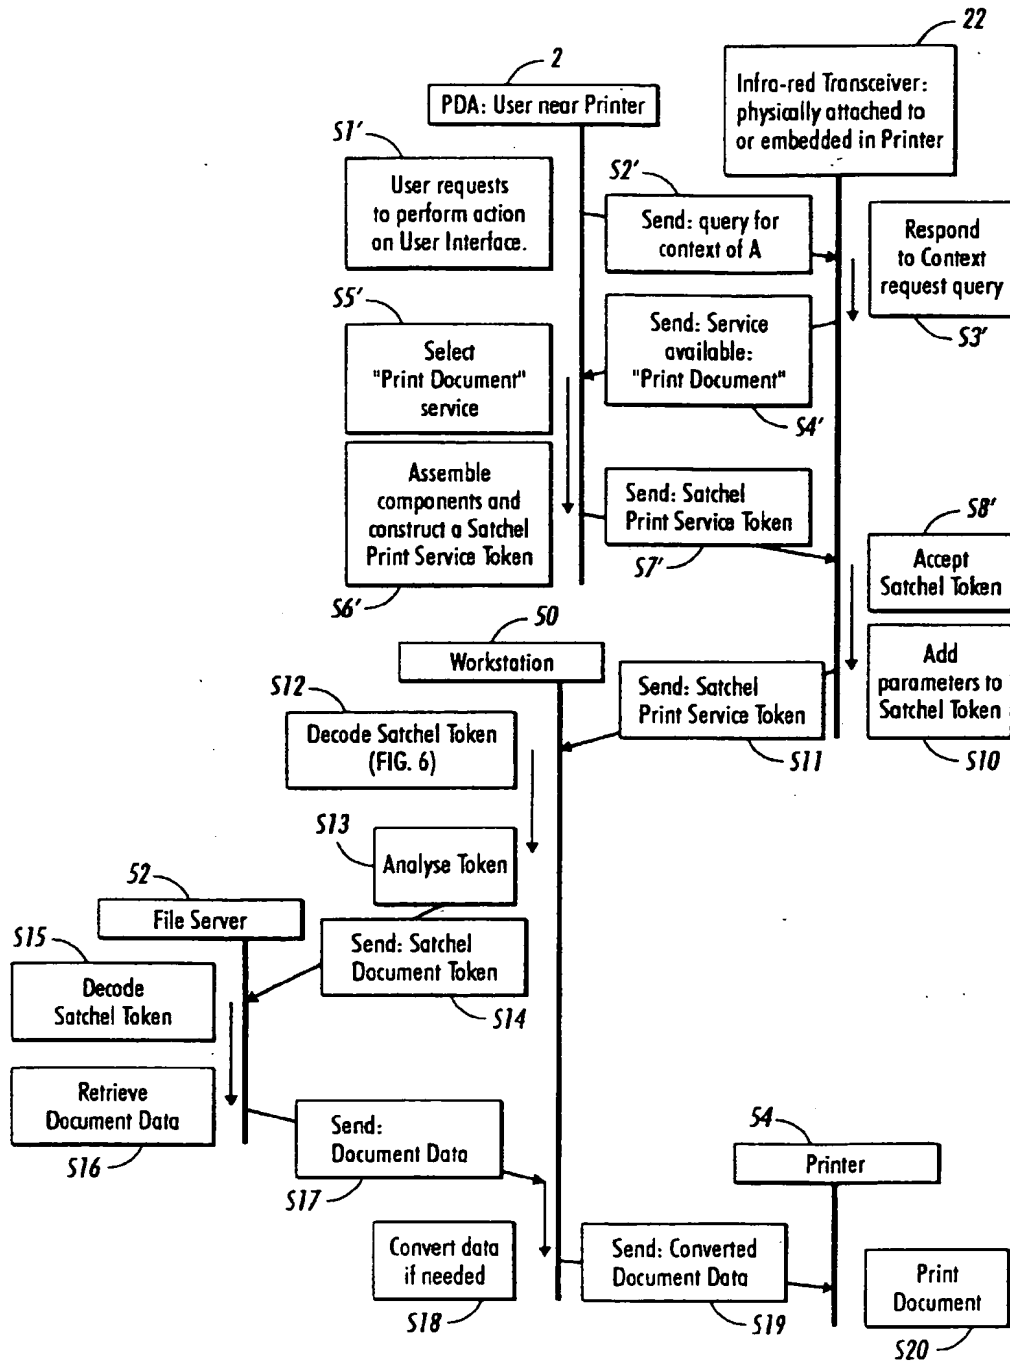 22
2
Infra-red Transceiver:
physically attached to
or embedded in Printer
PDA: User near Printer
S1'
User requests
to perform action
on User Interface.
S2'
Send: query for
context of A
Respond
to Context
request query
S3'
S5'
Select
"Print Document"
service
Send: Service
available:
"Print Document"
S4'
Assemble
components and
construct a Satchel
Print Service Token
S6'
Send: Satchel
Print Service Token
S7'
S8'
Accept
Satchel Token
50
Workstation
Add
parameters to
Satchel Token
S10
Send: Satchel
Print Service Token
S11
S12
Decode Satchel Token
(FIG. 6)
S13
Analyse Token
52
File Server
Send: Satchel
Document Token
S14
S15
Decode
Satchel Token
Retrieve
Document Data
S16
Send:
Document Data
S17
54
Printer
Convert data
if needed
S18
Send: Converted
Document Data
S19
Print
Document
S20